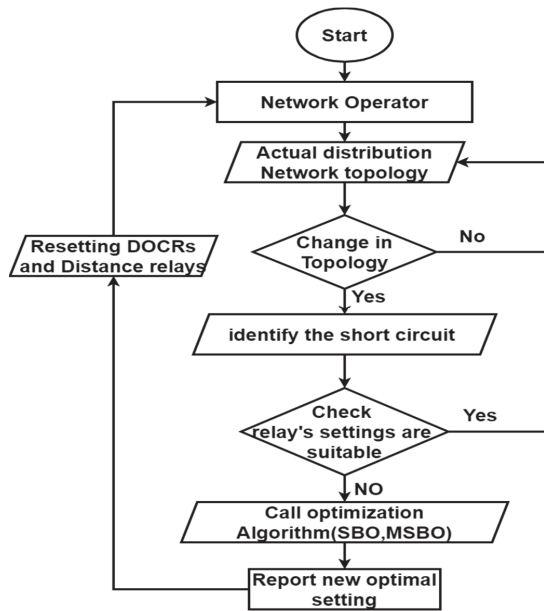 Start
Network Operator
Actual distribution
Network topology
Change in
Topology
No
Yes
Resetting DOCRs
and Distance relays
identify the short circuit
Check
relay's settings are
suitable
Yes
NO
Call optimization
Algorithm(SBO,MSBO)
Report new optimal
setting